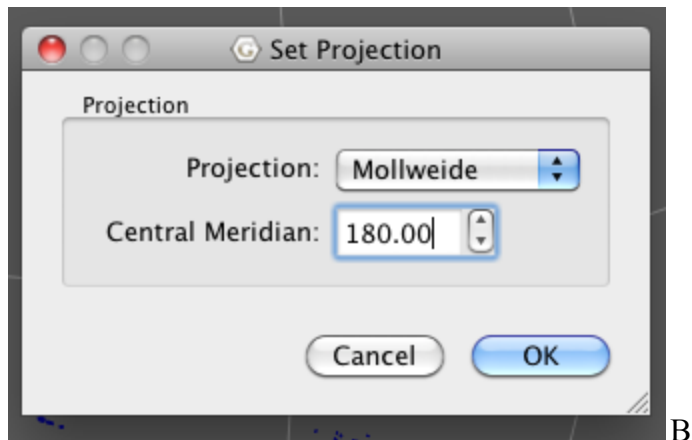 Set Projection
Projection
Projection: Mollweide
Central Meridian: 180.00
Cancel OK
B